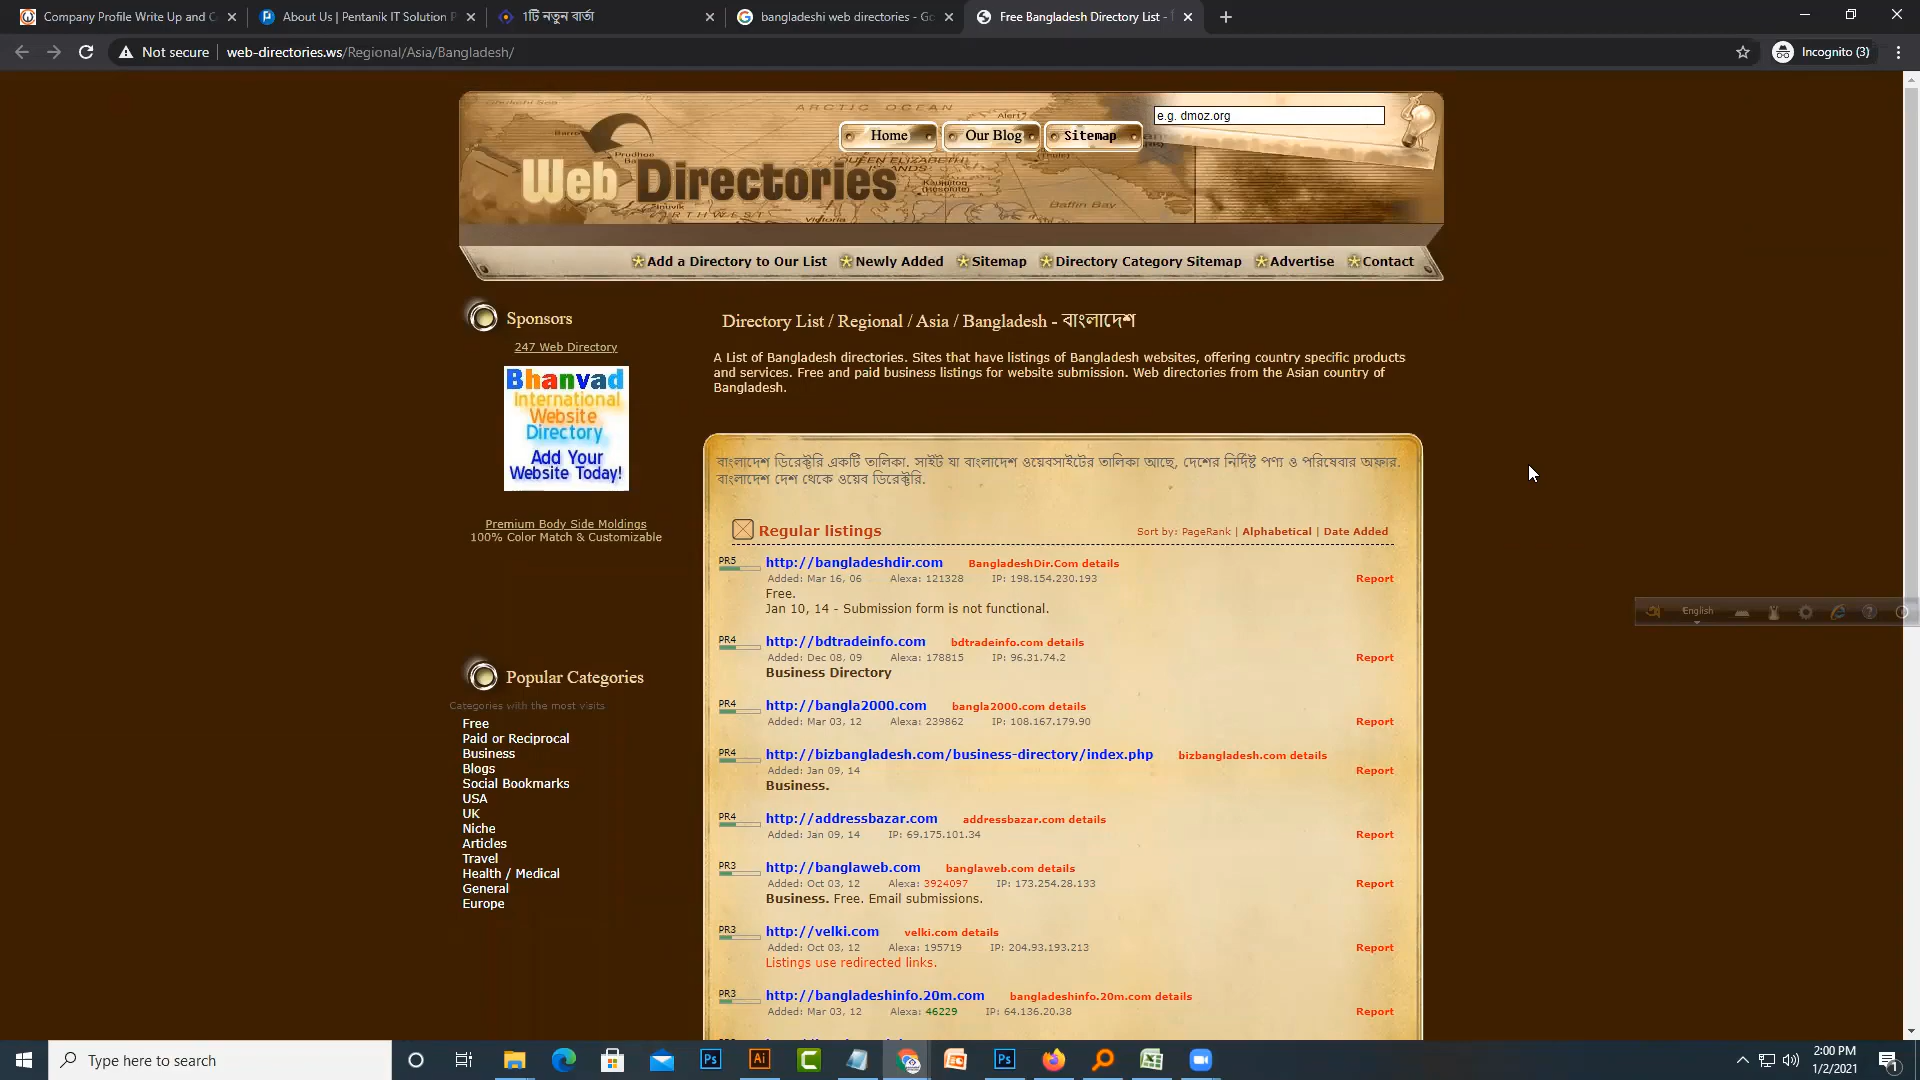 Company Profile Write Up and C
About Us | Pentanik IT Solution P
1টি নতুন বার্তা
bangladeshi web directories - Go
Free Bangladesh Directory List -
Not secure
web-directories.ws/Regional/Asia/Bangladesh/
Incognito (3)
ARCTIC OCEAN
e.g. dmoz.org
Home
Our Blog
Sitemap
Web Directories
Baffin Bay
Add a Directory to Our List
Newly Added
Sitemap
Directory Category Sitemap
Advertise
Contact
Sponsors
247 Web Directory
Bhanvad
International
Website
Directory
Add Your
Website Today!
Premium Body Side Moldings
100% Color Match & Customizable
Popular Categories
Categories with the most visits
Free
Paid or Reciprocal
Business
Blogs
Social Bookmarks
USA
UK
Niche
Articles
Travel
Health / Medical
General
Europe
Directory List / Regional / Asia / Bangladesh - বাংলাদেশ
A List of Bangladesh directories. Sites that have listings of Bangladesh websites, offering country specific products
and services. Free and paid business listings for website submission. Web directories from the Asian country of
Bangladesh.
বাংলাদেশ ডিরেক্টরি একটি তালিকা. সাইট যা বাংলাদেশ ওয়েবসাইটের তালিকা আছে, দেশের নির্দিষ্ট পণ্য ও পরিষেবার অফার.
বাংলাদেশ দেশ থেকে ওয়েব ডিরেক্টরি.
Regular listings
Sort by: PageRank | Alphabetical | Date Added
PR5 http://bangladeshdir.com BangladeshDir.Com details
Added: Mar 16, 06 Alexa: 121328 IP: 198.154.230.193 Report
Free.
Jan 10, 14 - Submission form is not functional.
PR4 http://bdtradeinfo.com bdtradeinfo.com details
Added: Dec 08, 09 Alexa: 178815 IP: 96.31.74.2 Report
Business Directory
PR4 http://bangla2000.com bangla2000.com details
Added: Mar 03, 12 Alexa: 239862 IP: 108.167.179.90 Report
PR4 http://bizbangladesh.com/business-directory/index.php bizbangladesh.com details
Added: Jan 09, 14 Report
Business.
PR4 http://addressbazar.com addressbazar.com details
Added: Jan 09, 14 IP: 69.175.101.34 Report
PR3 http://banglaweb.com banglaweb.com details
Added: Oct 03, 12 Alexa: 3924097 IP: 173.254.28.133 Report
Business. Free. Email submissions.
PR3 http://velki.com velki.com details
Added: Oct 03, 12 Alexa: 195719 IP: 204.93.193.213 Report
Listings use redirected links.
PR3 http://bangladeshinfo.20m.com bangladeshinfo.20m.com details
Added: Mar 03, 12 Alexa: 46229 IP: 64.136.20.38 Report
English
Type here to search
2:00 PM
1/2/2021